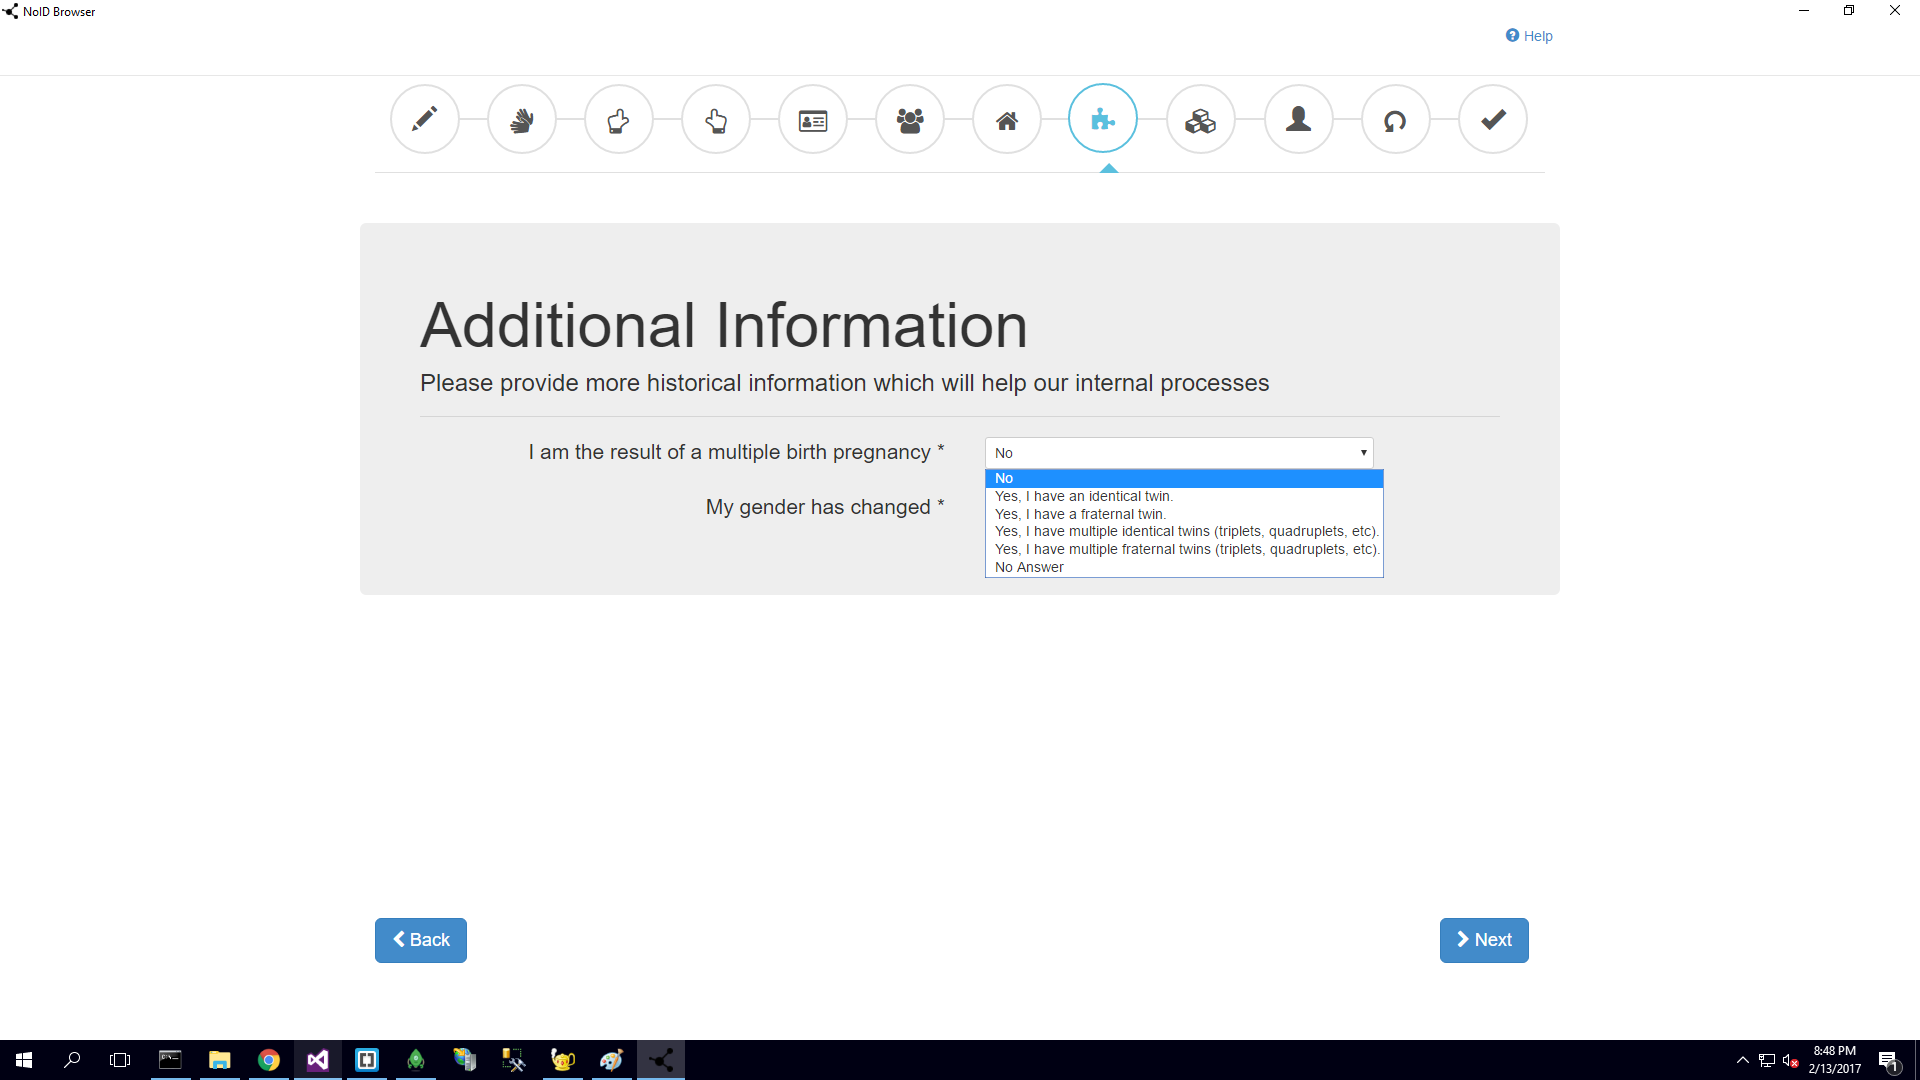 NoID Browser
Help
Additional Information
Please provide more historical information which will help our internal processes
I am the result of a multiple birth pregnancy *
No
No
Yes, I have an identical twin.
Yes, I have a fraternal twin.
My gender has changed *
Yes, I have multiple identical twins (triplets, quadruplets, etc).
Yes, I have multiple fraternal twins (triplets, quadruplets, etc).
No Answer
Back
Next
8:48 PM
2/13/2017
1